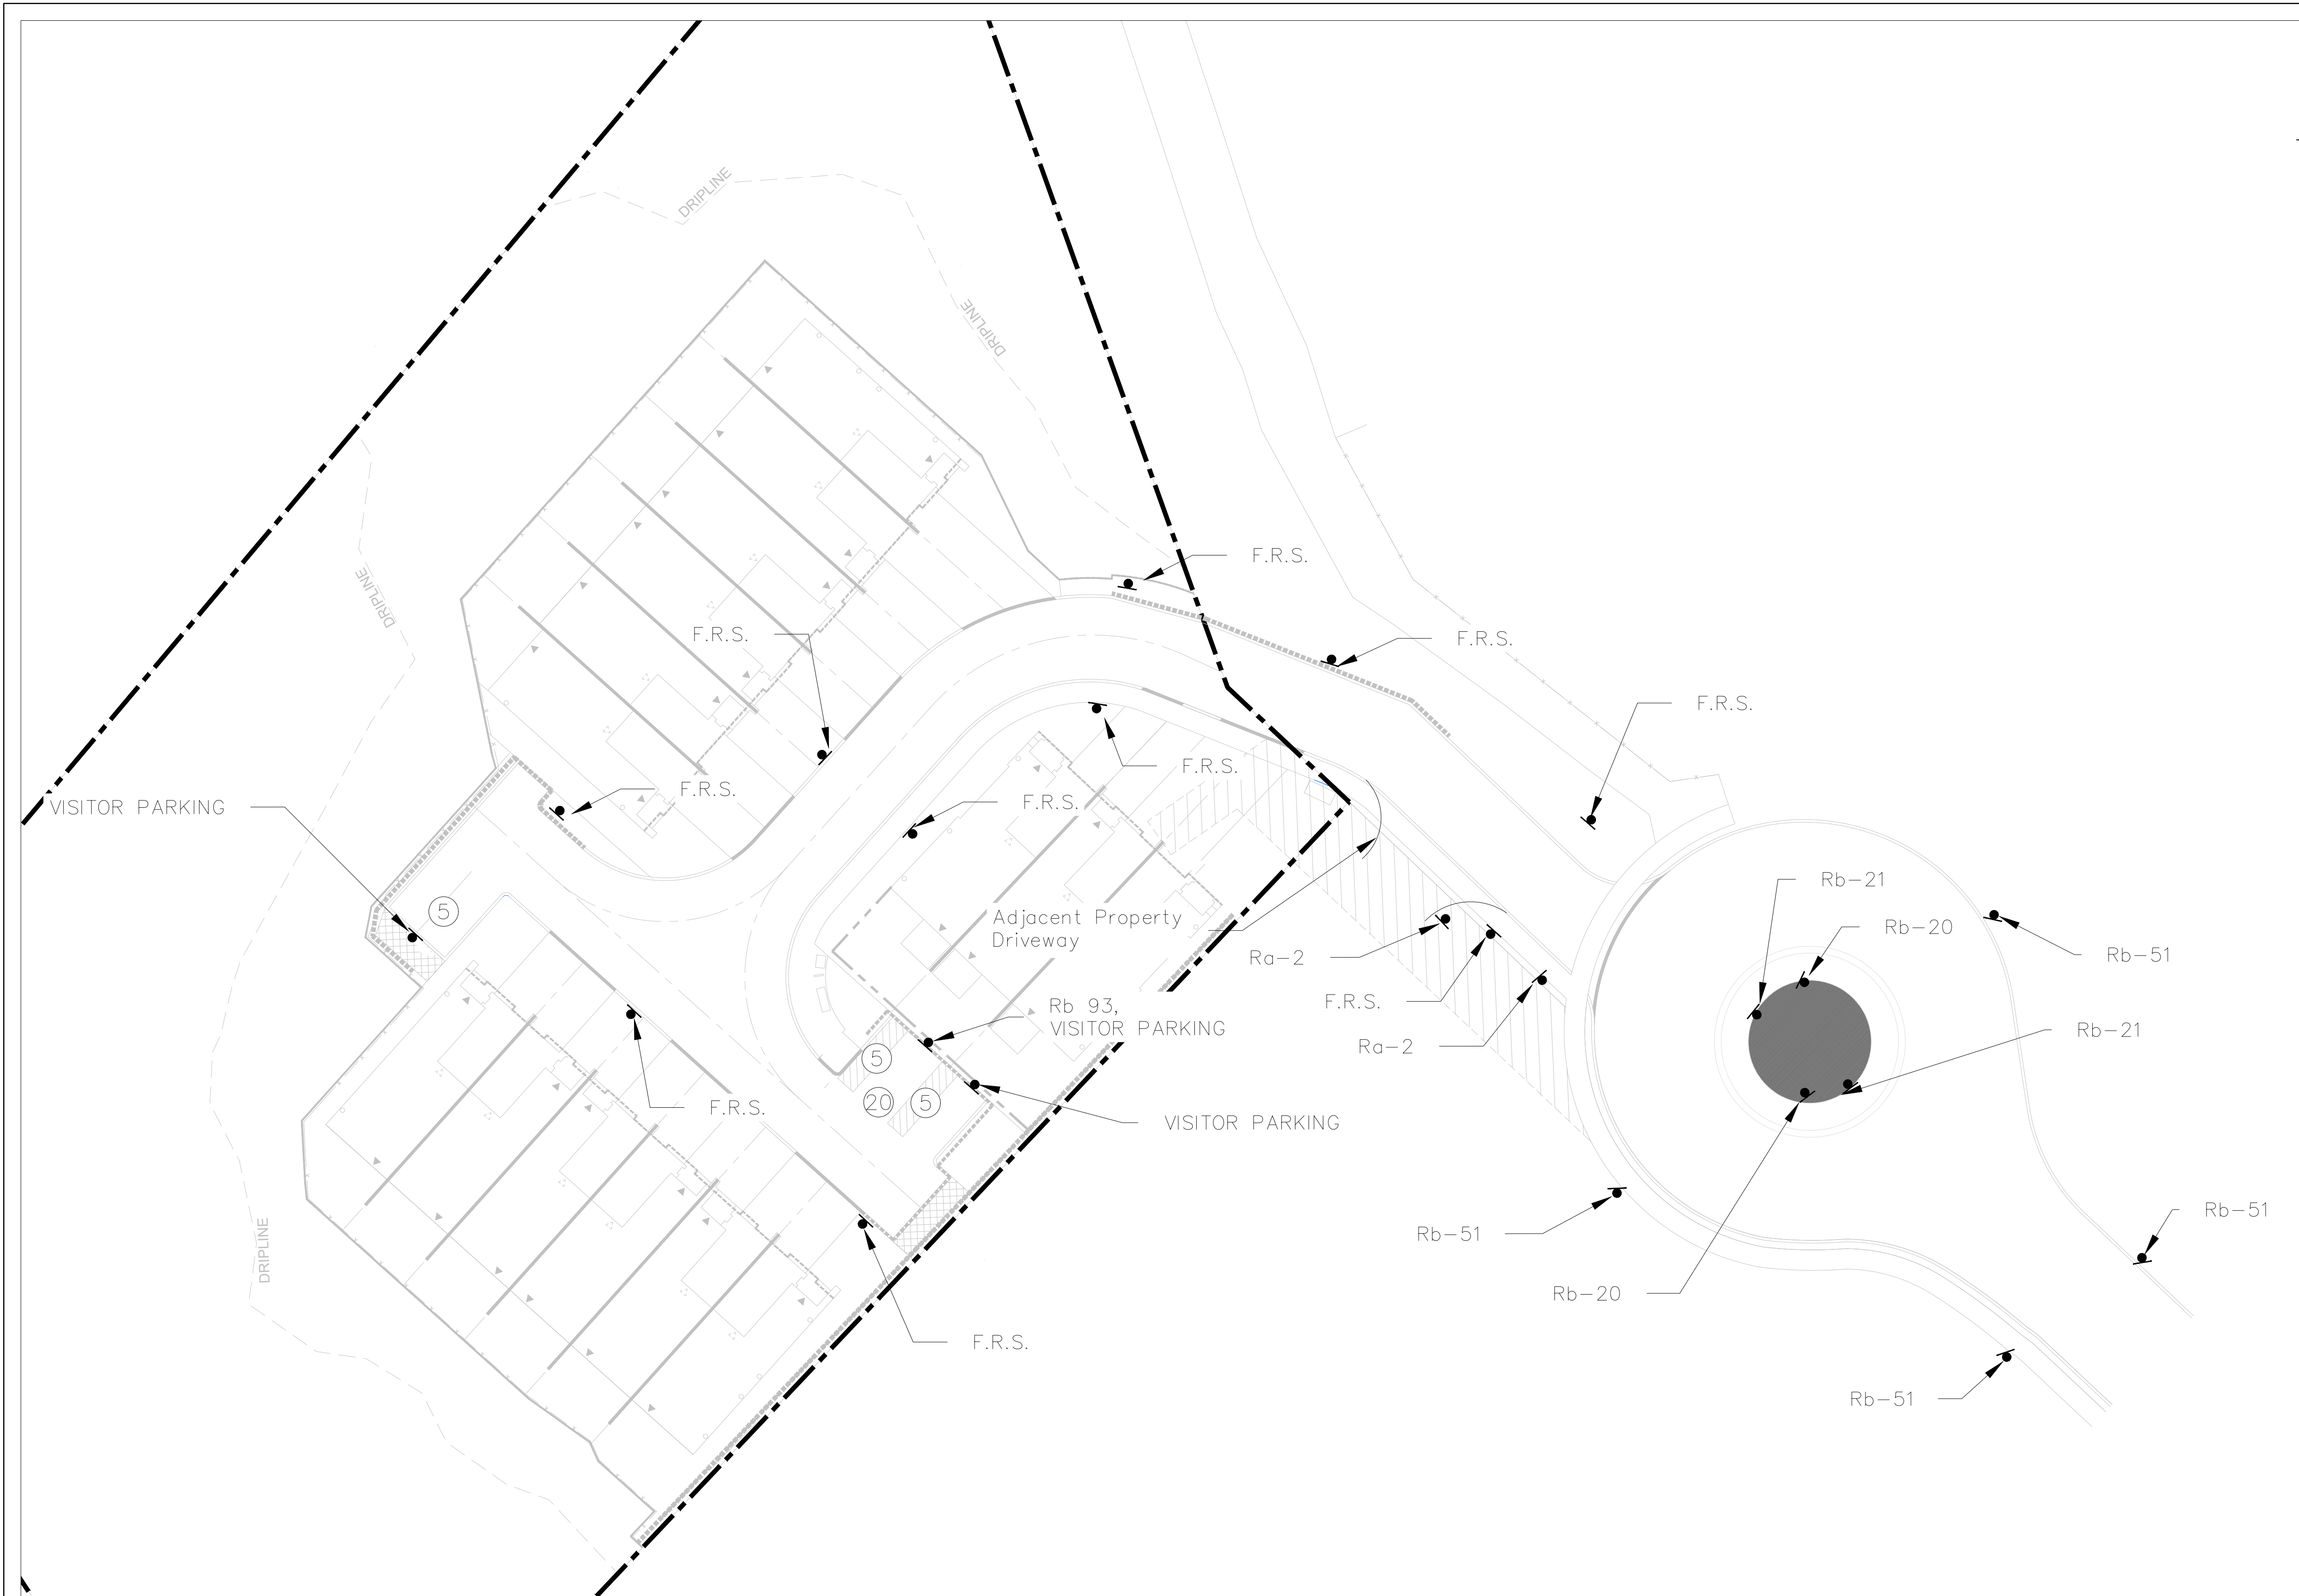 DRIPLINE
DRIPLINE
F.R.S.
DRIPLINE
F.R.S.
F.R.S.
F.R.S.
F.R.S.
F.R.S.
F.R.S.
VISITOR PARKING
Rb-21
5
Adjacent Property
Driveway
Rb-20
Ra-2
Rb-51
F.R.S.
Rb 93,
VISITOR PARKING
Rb-21
Ra-2
5
20
5
F.R.S.
VISITOR PARKING
Rb-51
Rb-51
DRIPLINE
Rb-20
F.R.S.
Rb-51